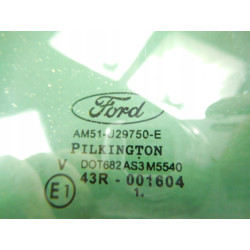 Ford
AM51-U29750-E
PILKINGTON
V DOT682 AS3 M5540
E1 43R - 001604
1.